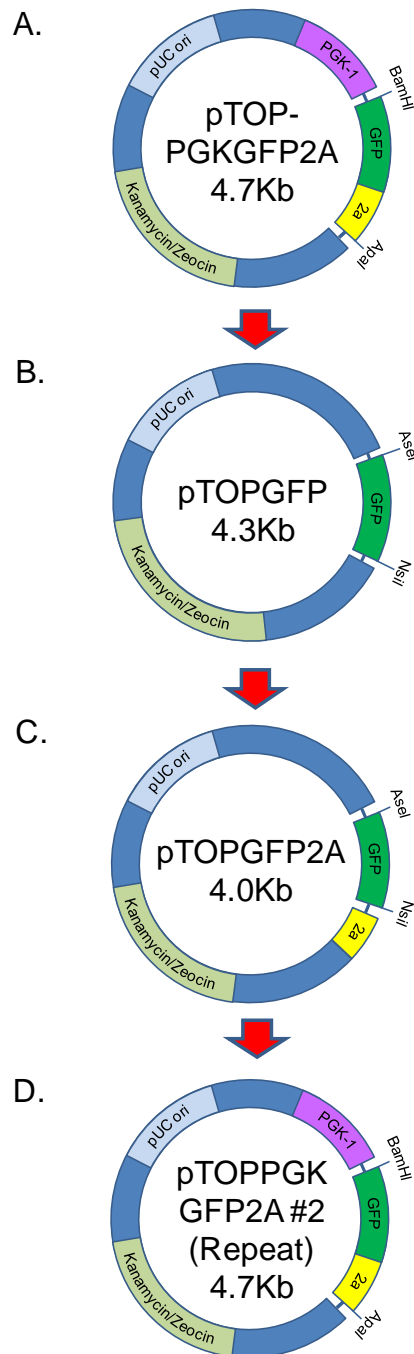 A.
pUC ori
PGK-1
BamHI
GFP
2a
ApaI
Kanamycin/Zeocin
pTOP-
PGKGFP2A
4.7Kb
B.
pUC ori
AseI
GFP
NsiI
Kanamycin/Zeocin
pTOPGFP
4.3Kb
C.
pUC ori
AseI
GFP
NsiI
2a
Kanamycin/Zeocin
pTOPGFP2A
4.0Kb
D.
pUC ori
PGK-1
BamHI
GFP
2a
ApaI
Kanamycin/Zeocin
pTOPPGK
GFP2A #2
(Repeat)
4.7Kb